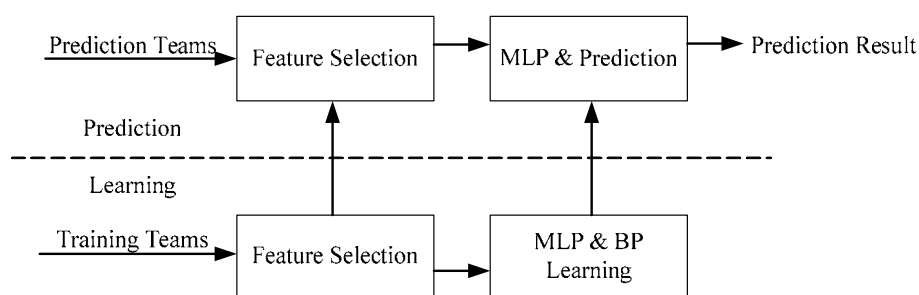 Prediction Teams
Feature Selection
MLP & Prediction
Prediction Result
Prediction
Learning
Training Teams
Feature Selection
MLP & BP
Learning